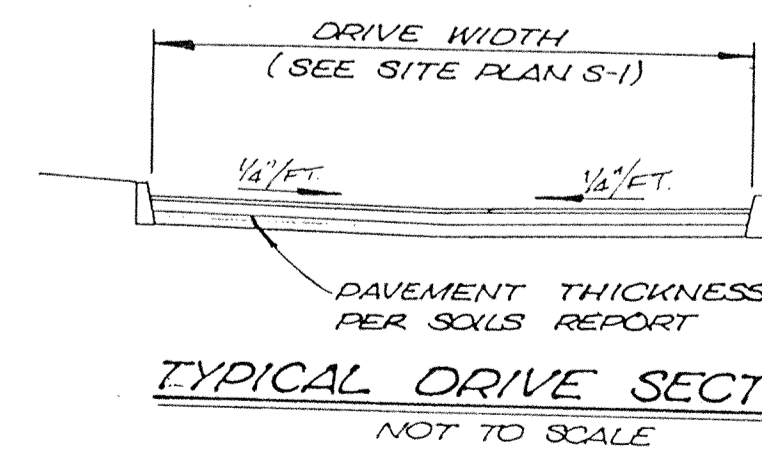 DRIVE WIDTH
(SEE SITE PLAN S-1)
1/4"/FT. 1/4"/FT.
PAVEMENT THICKNESS
PER SOILS REPORT
TYPICAL DRIVE SECT
NOT TO SCALE